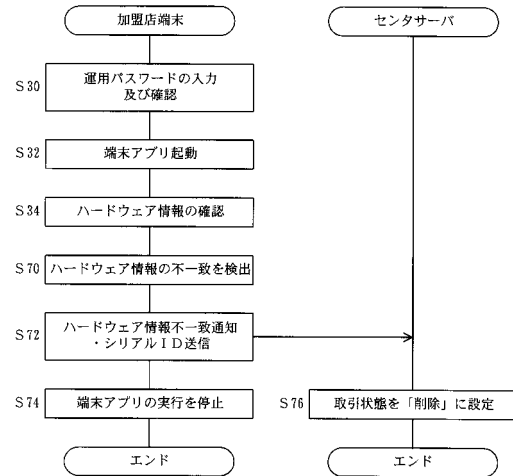 加盟店端末
センタサーバ
S30
運用パスワードの入力
及び確認
S32
端末アプリ起動
S34
ハードウェア情報の確認
S70
ハードウェア情報の不一致を検出
S72
ハードウェア情報不一致通知
・シリアルID送信
S74
端末アプリの実行を停止
S76
取引状態を「削除」に設定
エンド
エンド